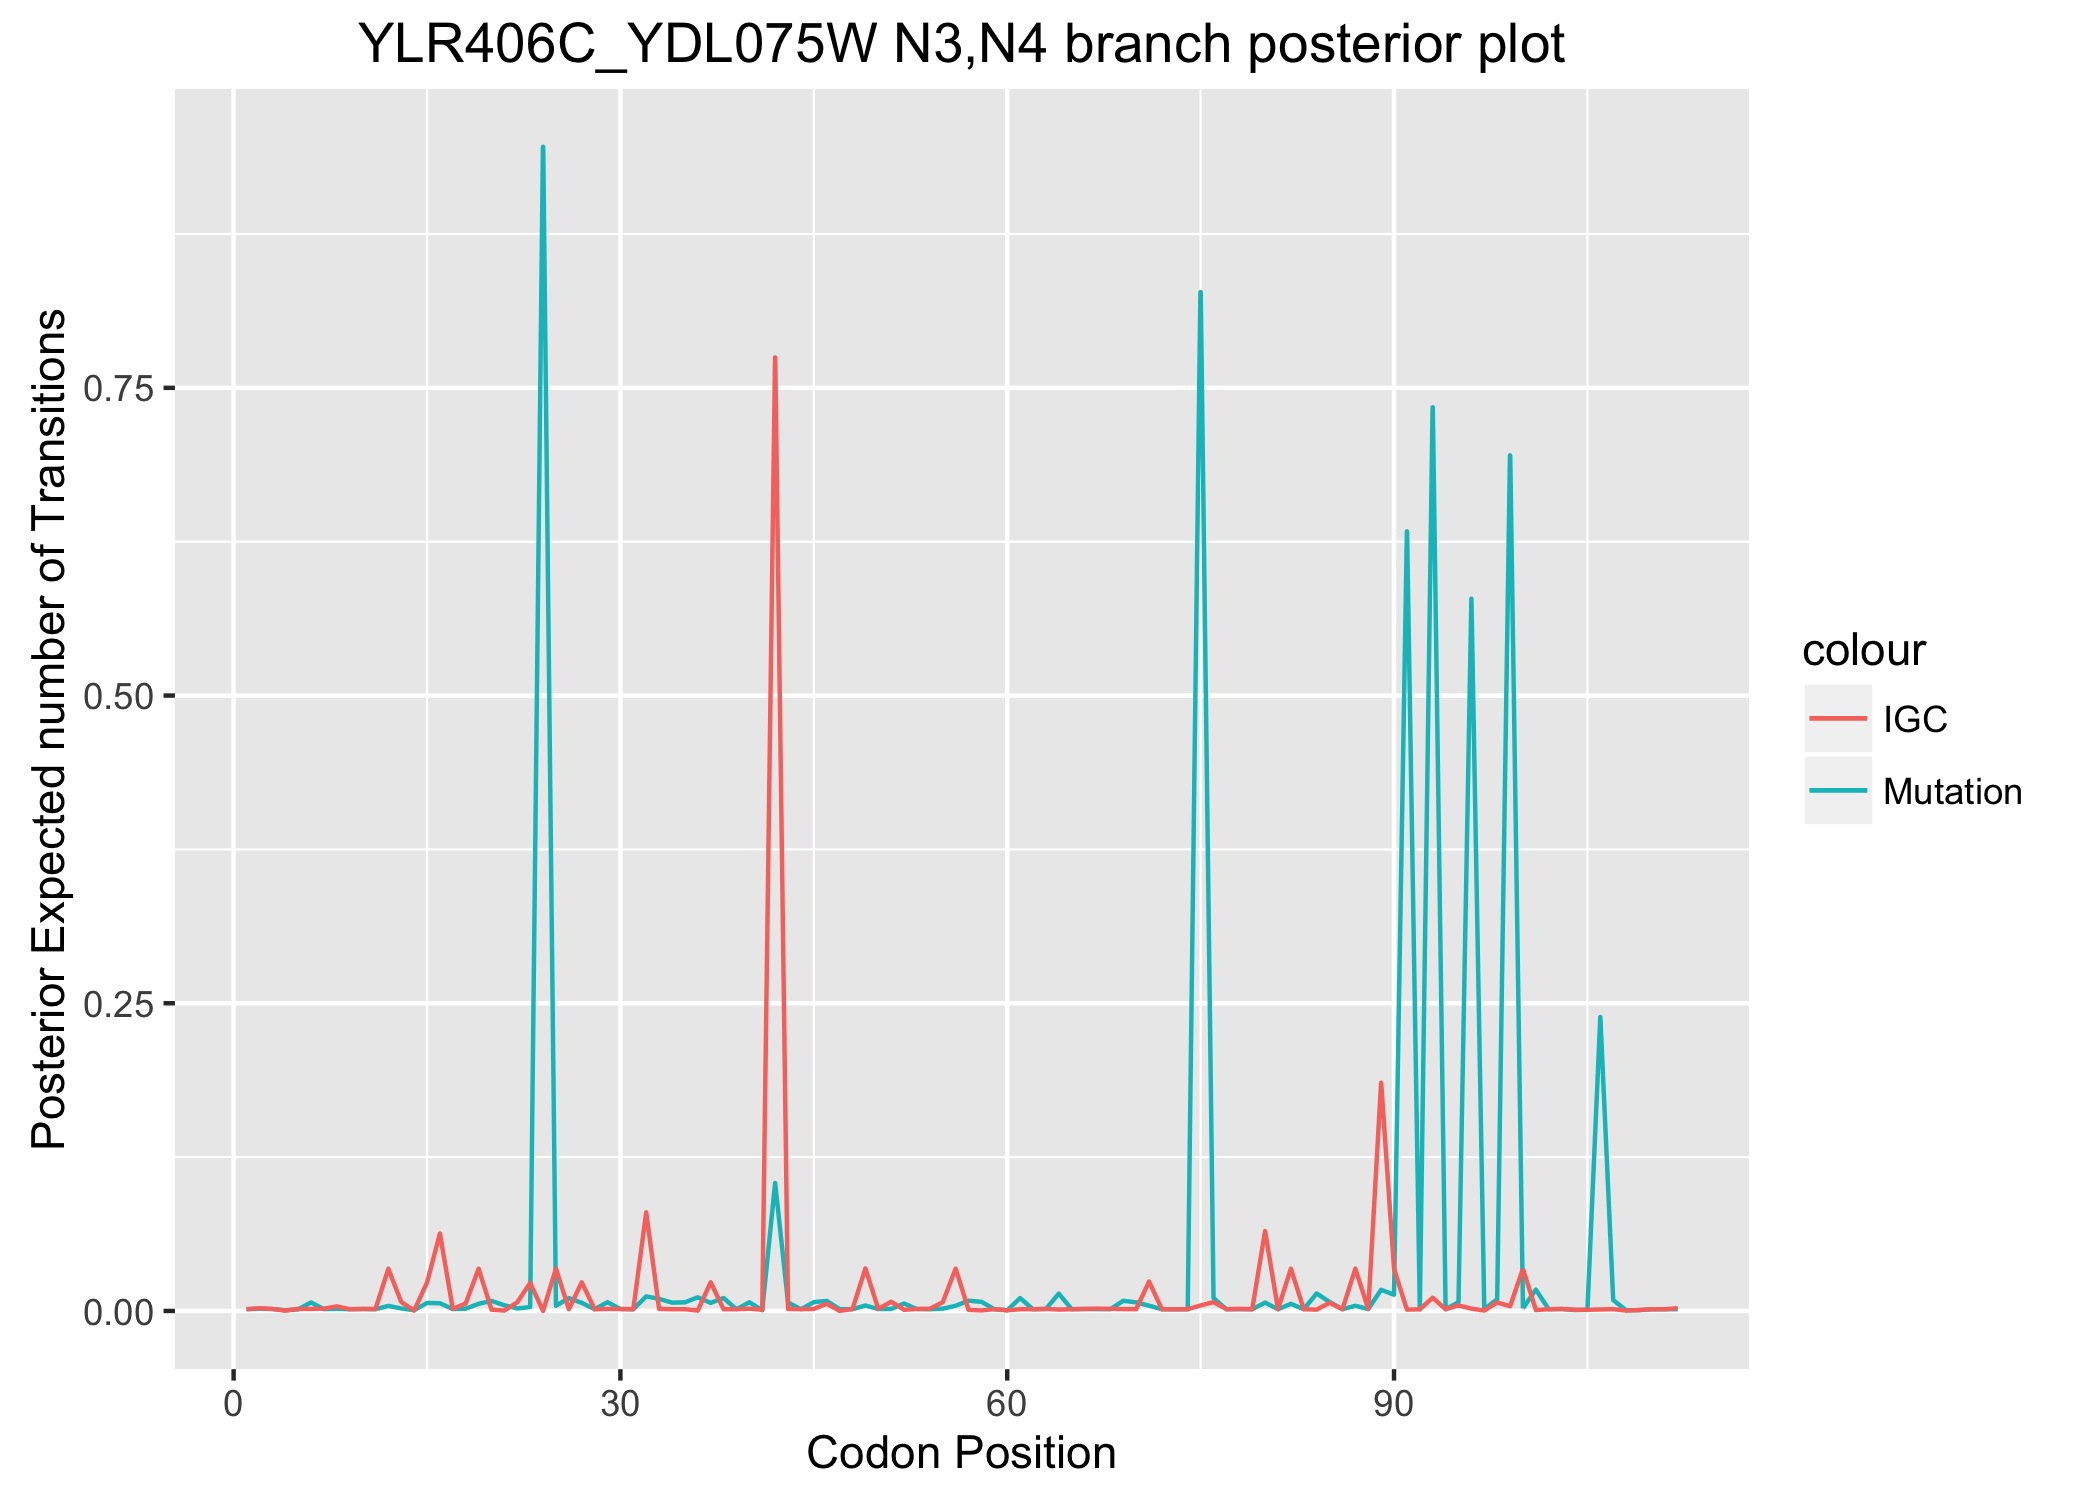 YLR406C_YDL075W N3,N4 branch posterior plot
Posterior Expected number of Transitions
0.75
0.50
0.25
0.00
0 30 60 90
Codon Position
colour
IGC
Mutation